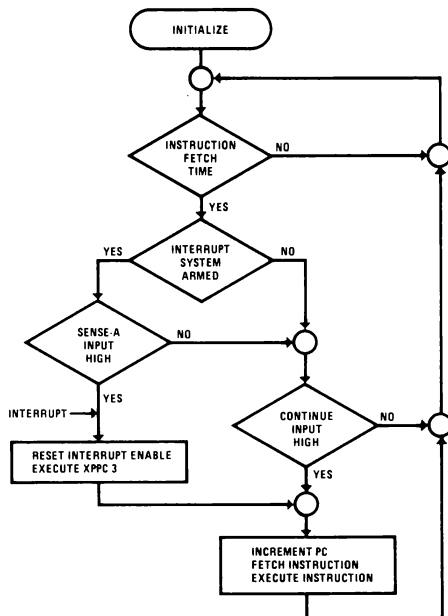 INITIALIZE
INSTRUCTION
FETCH
TIME
NO
YES
YES
INTERRUPT
SYSTEM
ARMED
NO
SENSE-A
INPUT
HIGH
NO
YES
INTERRUPT
CONTINUE
INPUT
HIGH
NO
RESET INTERRUPT ENABLE
EXECUTE XPPC 3
YES
INCREMENT PC
FETCH INSTRUCTION
EXECUTE INSTRUCTION